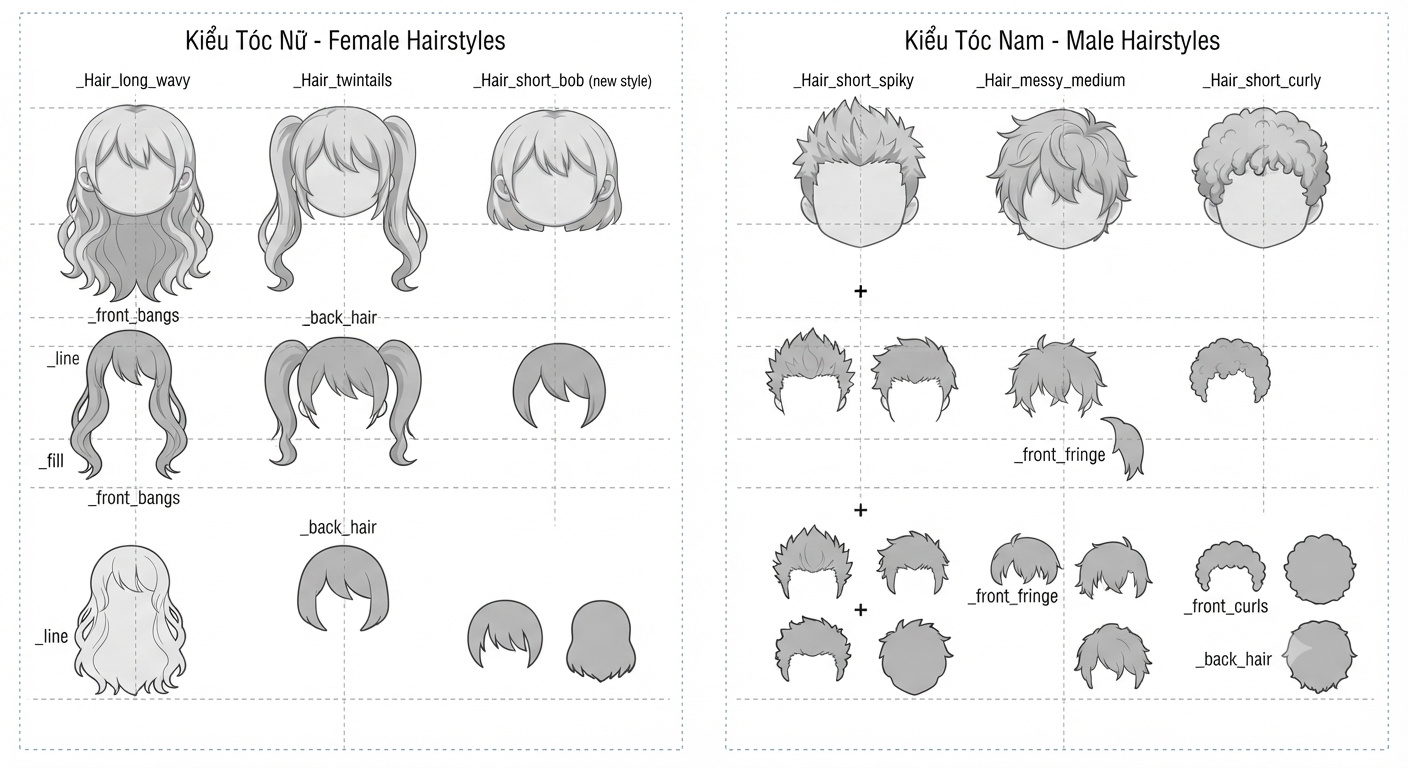 Kiểu Tóc Nữ - Female Hairstyles
_Hair_long_wavy
_Hair_twintails
_Hair_short_bob (new style)
_front_bangs
_back_hair
_line
_fill
_front_bangs
_back_hair
_line
Kiểu Tóc Nam - Male Hairstyles
_Hair_short_spiky
_Hair_messy_medium
_Hair_short_curly
+
_front_fringe
+
_front_fringe
_front_curls
+
_back_hair